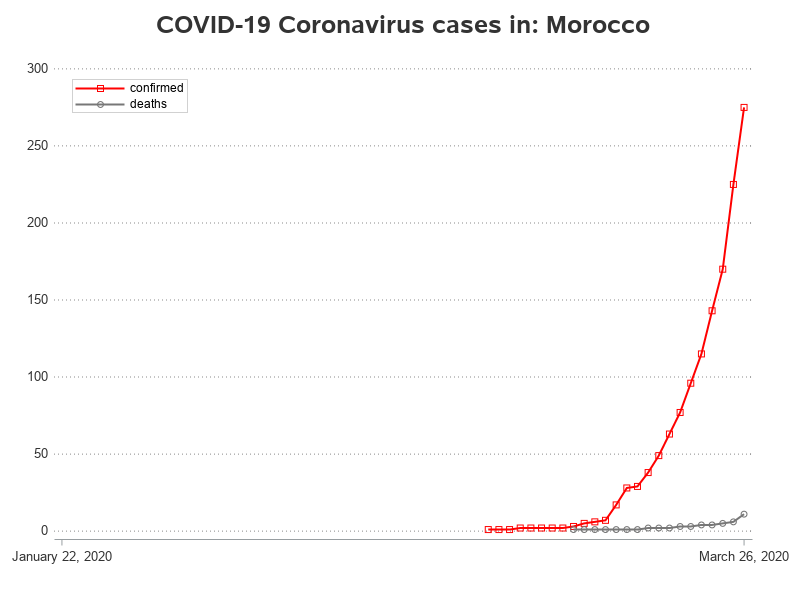 COVID-19 Coronavirus cases in: Morocco
300
confirmed
deaths
250
200
150
100
50
0
January 22, 2020
March 26, 2020